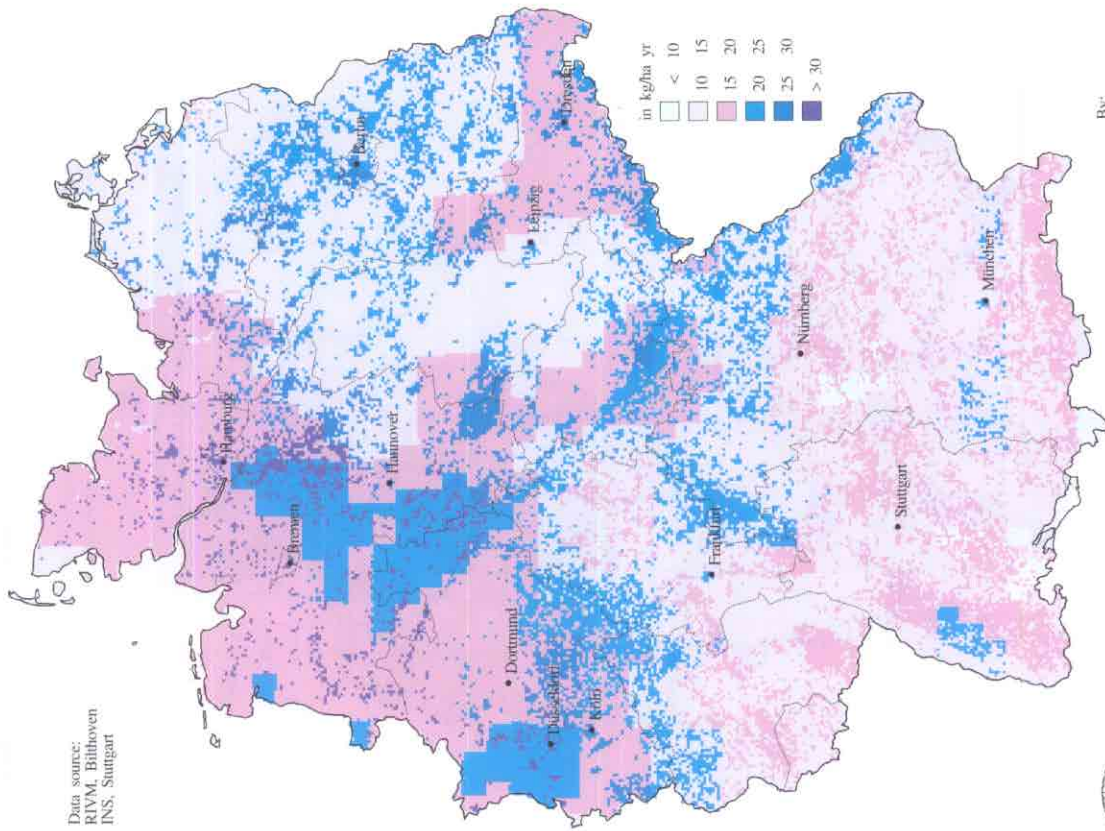 Data source:
RIVM, Bilthoven
INS, Stuttgart
in kg/ha yr
< 10
10 15
15 20
20 25
25 30
> 30
Hamburg
Bremen
Berlin
Hannover
Dortmund
Düsseldorf
Köln
Leipzig
Dresden
Frankfurt
Nürnberg
Stuttgart
München
By: